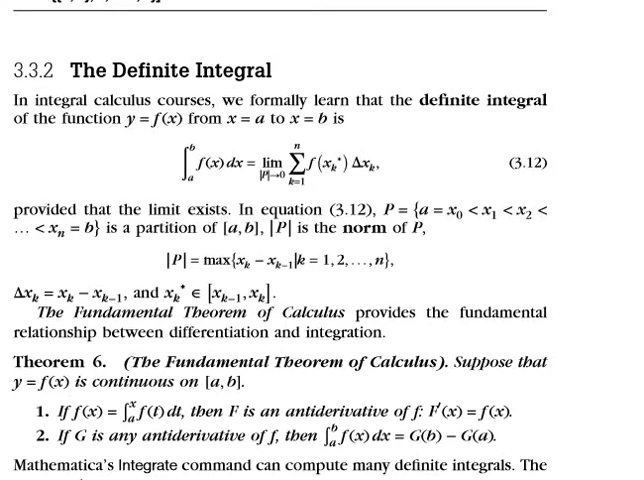 3.3.2 The Definite Integral
In integral calculus courses, we formally learn that the definite integral
of the function y = f(x) from x = a to x = b is
∫_a^b f(x) dx = lim_{|P|→0} ∑_{k=1}^n f(x_k*) Δx_k, (3.12)
provided that the limit exists. In equation (3.12), P = {a = x_0 < x_1 < x_2 <
… < x_n = b} is a partition of [a, b], |P| is the norm of P,
|P| = max{x_k − x_{k−1}|k = 1, 2, …, n},
Δx_k = x_k − x_{k−1}, and x_k* ∈ [x_{k−1}, x_k].
The Fundamental Theorem of Calculus provides the fundamental
relationship between differentiation and integration.
Theorem 6. (The Fundamental Theorem of Calculus). Suppose that
y = f(x) is continuous on [a, b].
1. If f(x) = ∫_a^x f(t) dt, then F is an antiderivative of f: F′(x) = f(x).
2. If G is any antiderivative of f, then ∫_a^b f(x) dx = G(b) − G(a).
Mathematica's Integrate command can compute many definite integrals. The